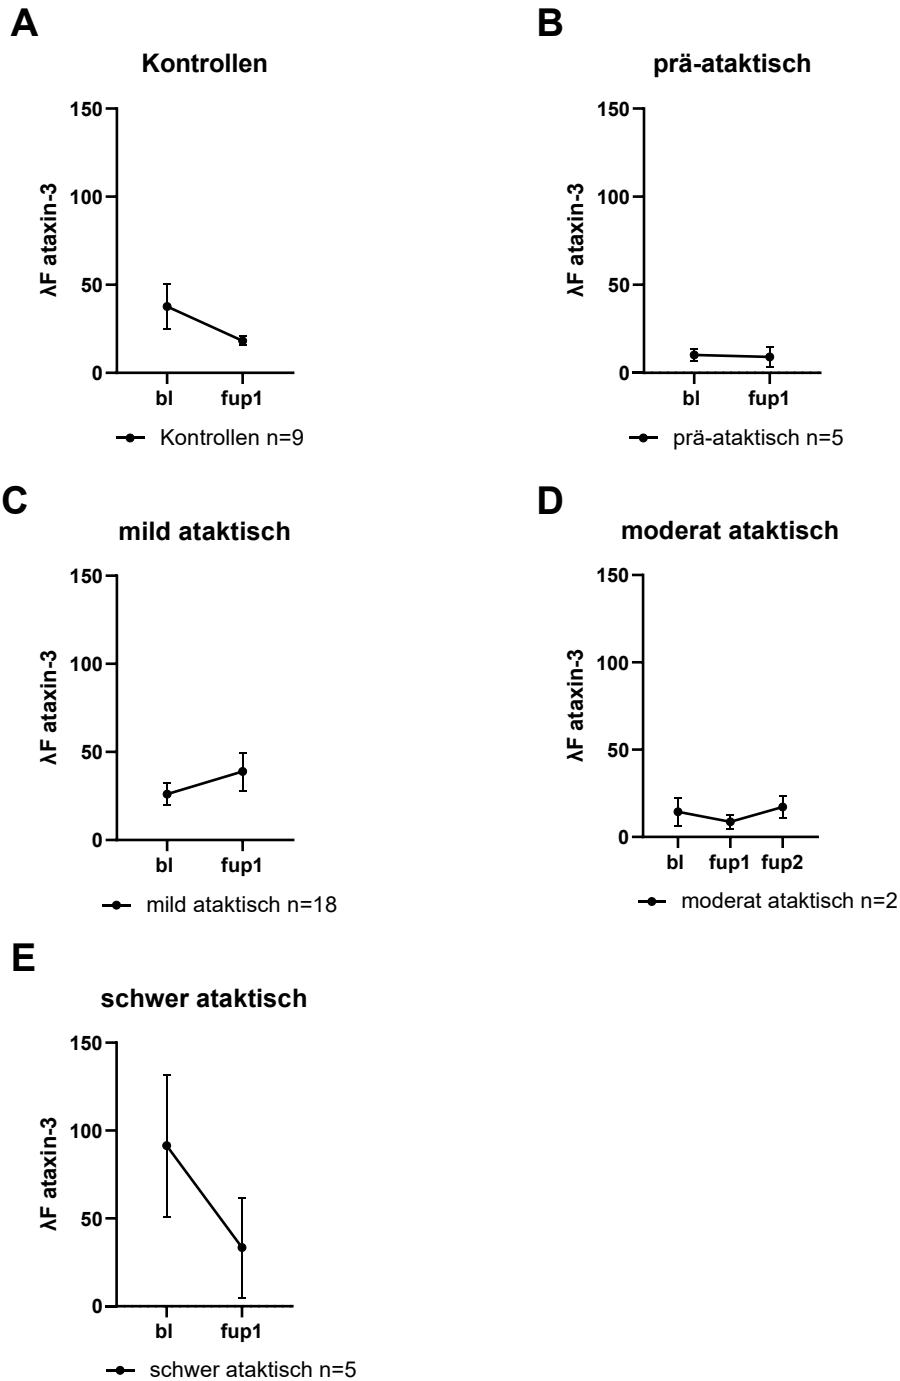 A
Kontrollen
150
100
50
0
λF ataxin-3
bl fup1
Kontrollen n=9
B
prä-ataktisch
150
100
50
0
λF ataxin-3
bl fup1
prä-ataktisch n=5
C
mild ataktisch
150
100
50
0
λF ataxin-3
bl fup1
mild ataktisch n=18
D
moderat ataktisch
150
100
50
0
λF ataxin-3
bl fup1 fup2
moderat ataktisch n=2
E
schwer ataktisch
150
100
50
0
λF ataxin-3
bl fup1
schwer ataktisch n=5